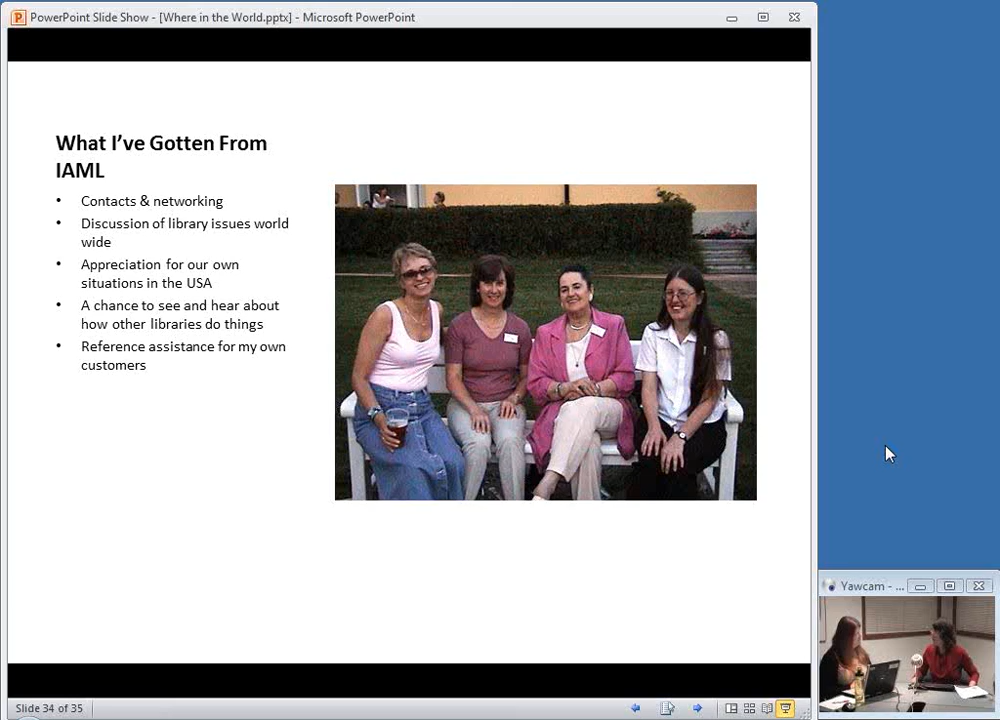 PowerPoint Slide Show - [Where in the World.pptx] - Microsoft PowerPoint
What I’ve Gotten From
IAML
• Contacts & networking
• Discussion of library issues world
wide
• Appreciation for our own
situations in the USA
• A chance to see and hear about
how other libraries do things
• Reference assistance for my own
customers
Yawcam - ...
Slide 34 of 35